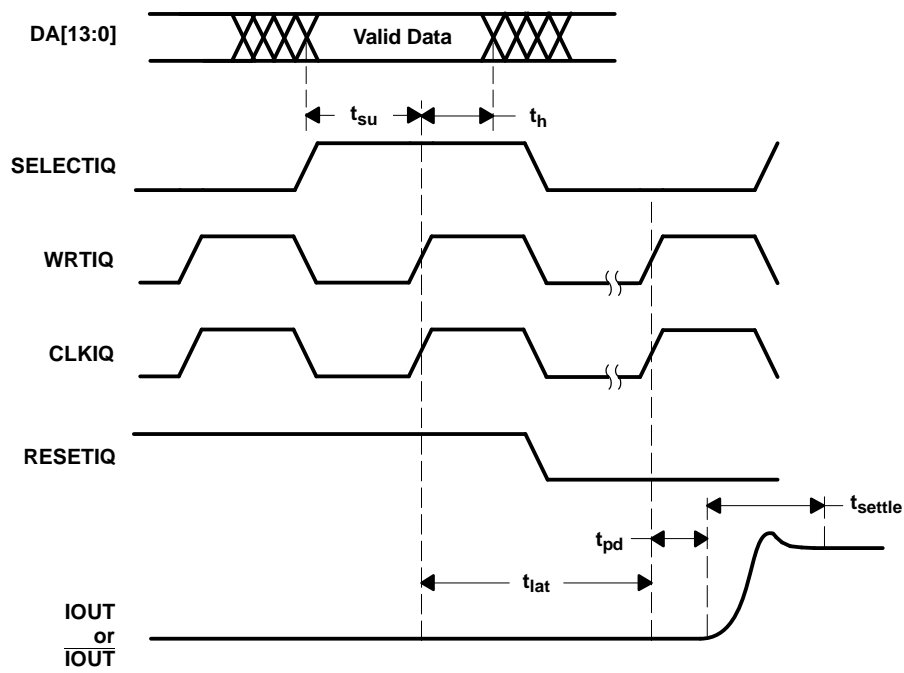 DA[13:0]
Valid Data
tsu
th
SELECTIQ
WRTIQ
CLKIQ
RESETIQ
tsettle
tpd
tlat
IOUT
or
IOUT